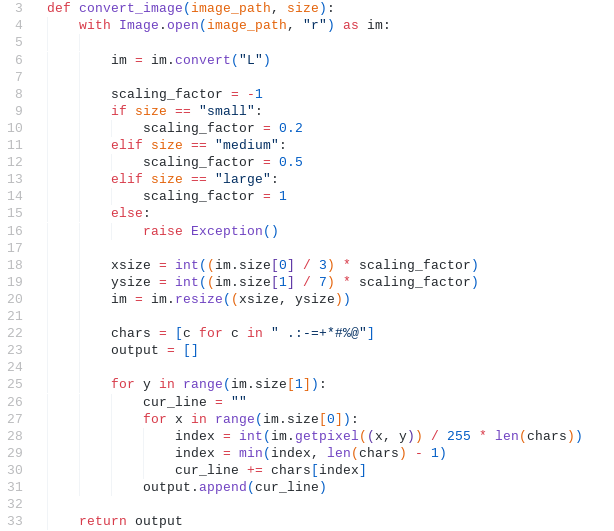 3 def convert_image(image_path, size):
4     with Image.open(image_path, "r") as im:
5
6         im = im.convert("L")
7
8         scaling_factor = -1
9         if size == "small":
10             scaling_factor = 0.2
11         elif size == "medium":
12             scaling_factor = 0.5
13         elif size == "large":
14             scaling_factor = 1
15         else:
16             raise Exception()
17
18         xsize = int((im.size[0] / 3) * scaling_factor)
19         ysize = int((im.size[1] / 7) * scaling_factor)
20         im = im.resize((xsize, ysize))
21
22         chars = [c for c in " .:-=+*#%@"]
23         output = []
24
25         for y in range(im.size[1]):
26             cur_line = ""
27             for x in range(im.size[0]):
28                 index = int(im.getpixel((x, y)) / 255 * len(chars))
29                 index = min(index, len(chars) - 1)
30                 cur_line += chars[index]
31             output.append(cur_line)
32
33     return output